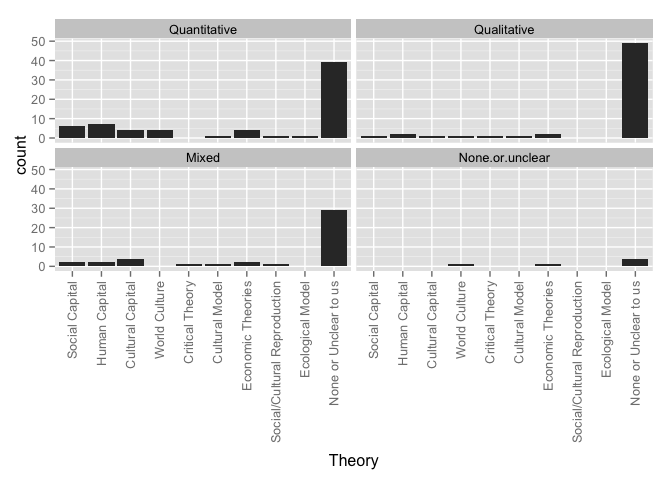 Quantitative
Qualitative
50
40
30
20
10
0
Mixed
None.or.unclear
50
40
30
20
10
0
count
Social Capital
Human Capital
Cultural Capital
World Culture
Critical Theory
Cultural Model
Economic Theories
Social/Cultural Reproduction
Ecological Model
None or Unclear to us
Social Capital
Human Capital
Cultural Capital
World Culture
Critical Theory
Cultural Model
Economic Theories
Social/Cultural Reproduction
Ecological Model
None or Unclear to us
Theory